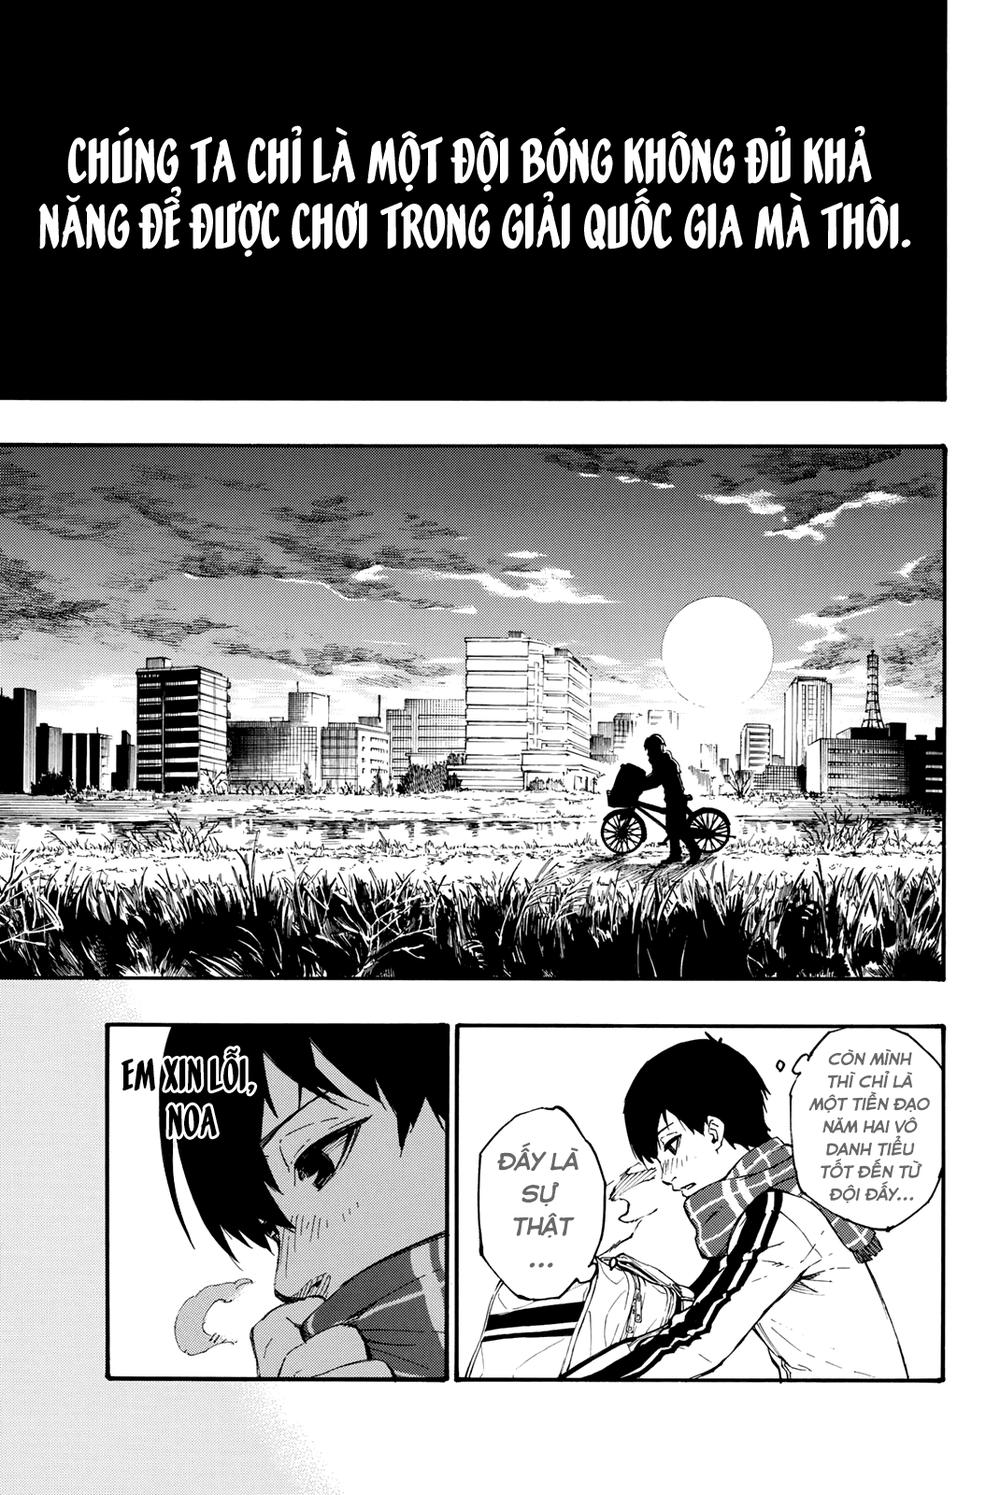 CHÚNG TA CHỈ LÀ MỘT ĐỘI BÓNG KHÔNG ĐỦ KHẢ
NĂNG ĐỂ ĐƯỢC CHƠI TRONG GIẢI QUỐC GIA MÀ THÔI.
CÒN MÌNH
THÌ CHỈ LÀ
MỘT TIỀN ĐẠO
NĂM HAI VÔ
DANH TIỂU
TỐT ĐẾN TỪ
ĐỘI ĐẤY...
ĐẤY LÀ
SỰ
THẬT
...
EM XIN LỖI,
NOA